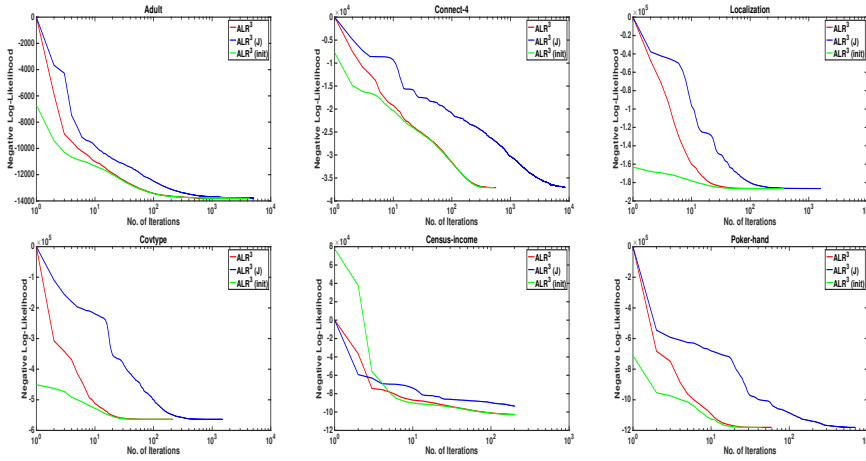 Adult
Negative Log-Likelihood
0
-2000
-4000
-6000
-8000
-10000
-12000
-14000
10^0 10^1 10^2 10^3 10^4
No. of Iterations
ALR^3
ALR^3 (J)
ALR^3 (init)
Connect-4
×10^4
Negative Log-Likelihood
0
-0.5
-1
-1.5
-2
-2.5
-3
-3.5
-4
10^0 10^1 10^2 10^3 10^4
No. of Iterations
ALR^3
ALR^3 (J)
ALR^3 (init)
Localization
×10^5
Negative Log-Likelihood
0
-0.2
-0.4
-0.6
-0.8
-1
-1.2
-1.4
-1.6
-1.8
-2
10^0 10^1 10^2 10^3
No. of Iterations
ALR^3
ALR^3 (J)
ALR^3 (init)
Covtype
×10^5
Negative Log-Likelihood
0
-1
-2
-3
-4
-5
-6
10^0 10^1 10^2 10^3 10^4
No. of Iterations
ALR^3
ALR^3 (J)
ALR^3 (init)
Census-income
×10^4
Negative Log-Likelihood
8
6
4
2
0
-2
-4
-6
-8
-10
-12
10^0 10^1 10^2 10^3
No. of Iterations
ALR^3
ALR^3 (J)
ALR^3 (init)
Poker-hand
×10^5
Negative Log-Likelihood
0
-2
-4
-6
-8
-10
-12
10^0 10^1 10^2
No. of Iterations
ALR^3
ALR^3 (J)
ALR^3 (init)